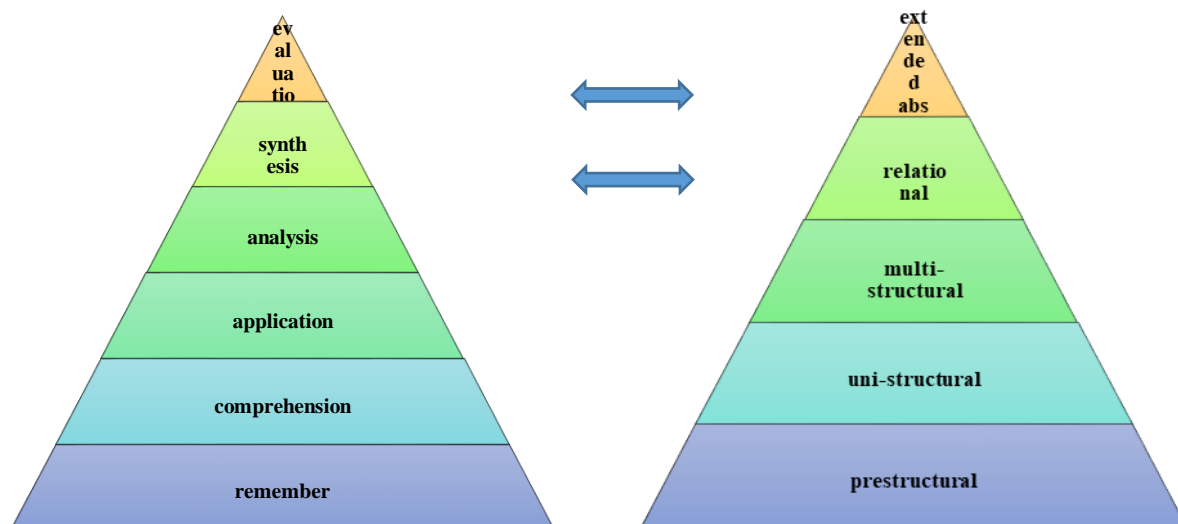 ev
al
ua
tio
synth
esis
analysis
application
comprehension
remember
ext
en
de
d
abs
relatio
nal
multi-
structural
uni-structural
prestructural